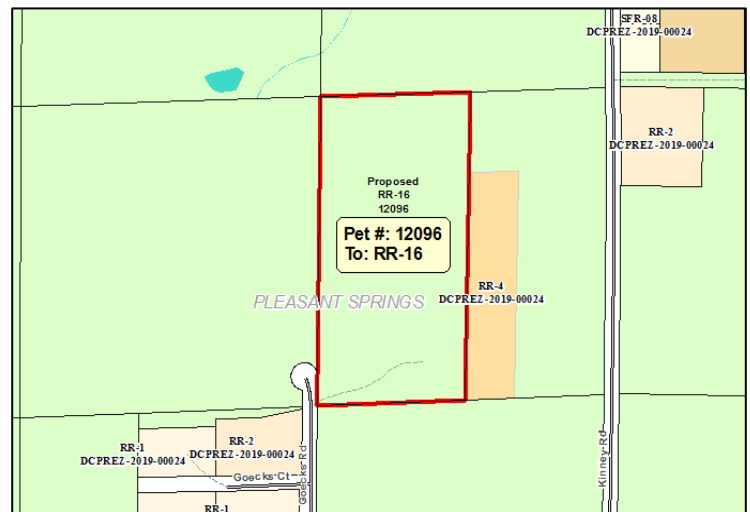 SFR-08
DCPREZ-2019-00024
RR-2
DCPREZ-2019-00024
Proposed
RR-16
12096
Pet #: 12096
To: RR-16
RR-4
DCPREZ-2019-00024
PLEASANT SPRINGS
RR-1
DCPREZ-2019-00024
RR-2
DCPREZ-2019-00024
Goecks Ct
Goecks Rd
Kinney Rd
RR-1